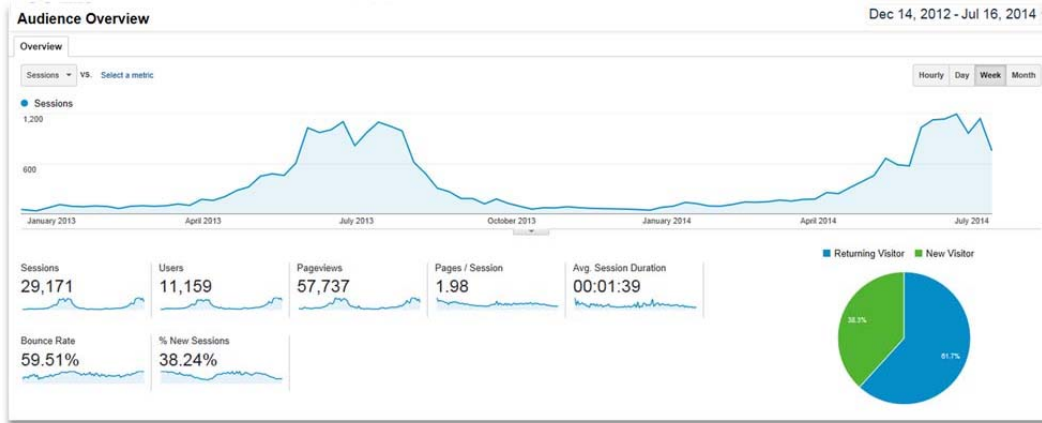 Audience Overview
Dec 14, 2012 - Jul 16, 2014
Overview
Sessions VS. Select a metric
Hourly Day Week Month
Sessions
1,200
600
January 2013 April 2013 July 2013 October 2013 January 2014 April 2014 July 2014
Returning Visitor New Visitor
Sessions Users Pageviews Pages / Session Avg. Session Duration
29,171 11,159 57,737 1.98 00:01:39
Bounce Rate % New Sessions
59.51% 38.24%
38.3%
61.7%